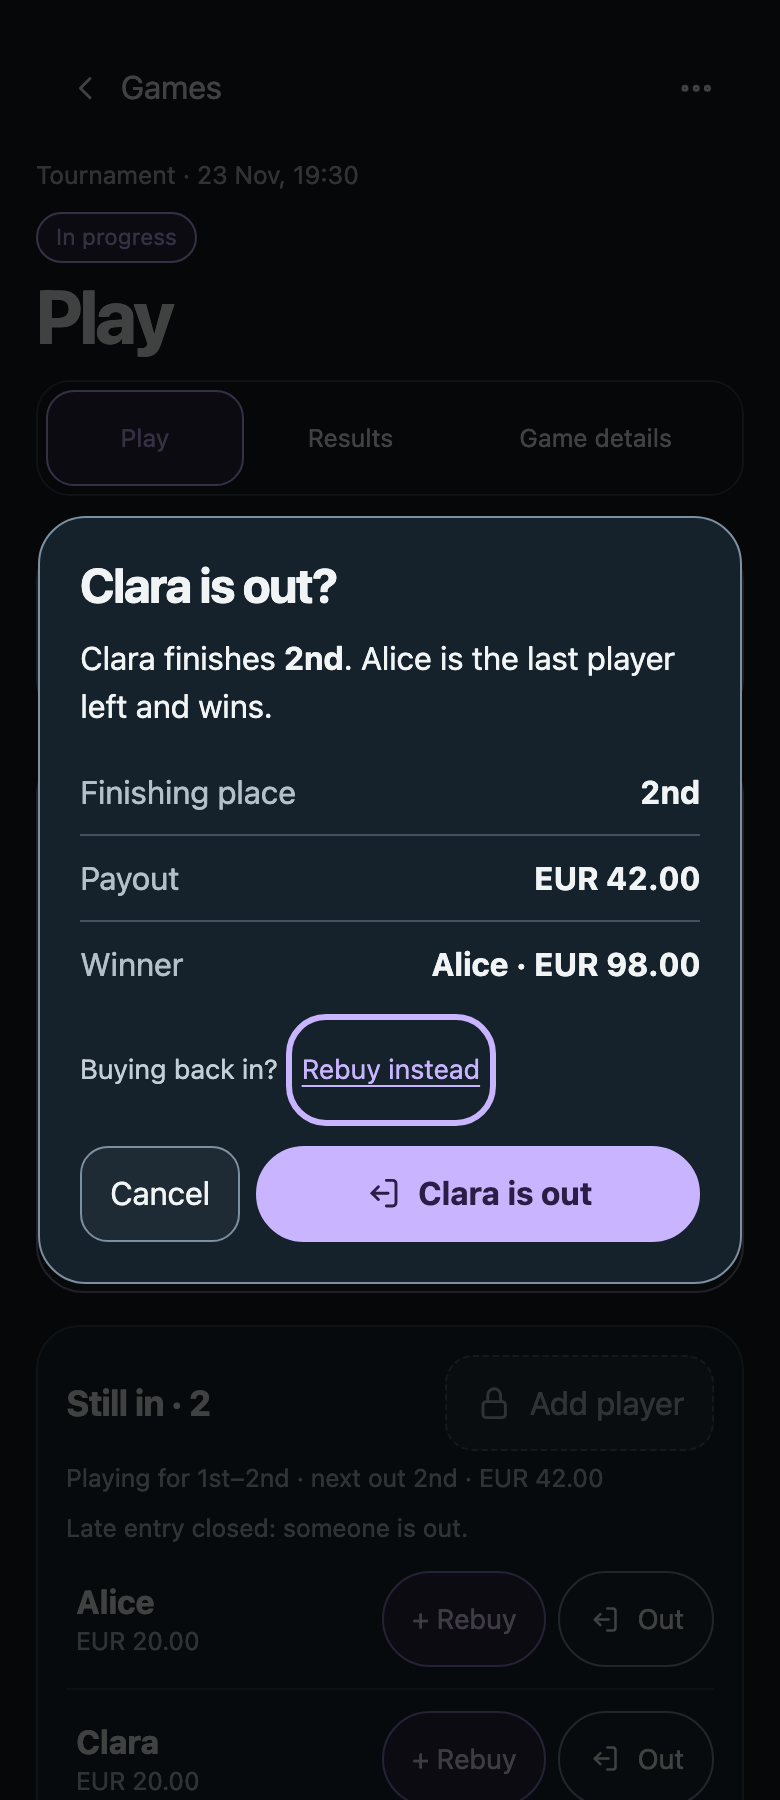 Games
Tournament · 23 Nov, 19:30
In progress
Play
Play
Results
Game details
Clara is out?
Clara finishes 2nd. Alice is the last player
left and wins.
Finishing place
2nd
Payout
EUR 42.00
Winner
Alice · EUR 98.00
Buying back in? Rebuy instead
Cancel
Clara is out
Still in · 2
Add player
Playing for 1st–2nd · next out 2nd · EUR 42.00
Late entry closed: someone is out.
Alice
EUR 20.00
+ Rebuy
Out
Clara
EUR 20.00
+ Rebuy
Out